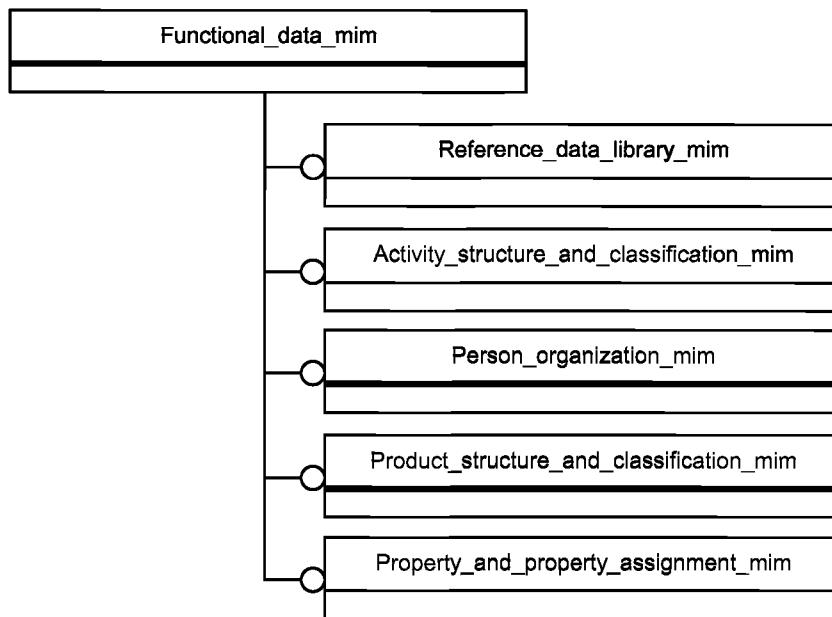 Functional_data_mim
Reference_data_library_mim
Activity_structure_and_classification_mim
Person_organization_mim
Product_structure_and_classification_mim
Property_and_property_assignment_mim